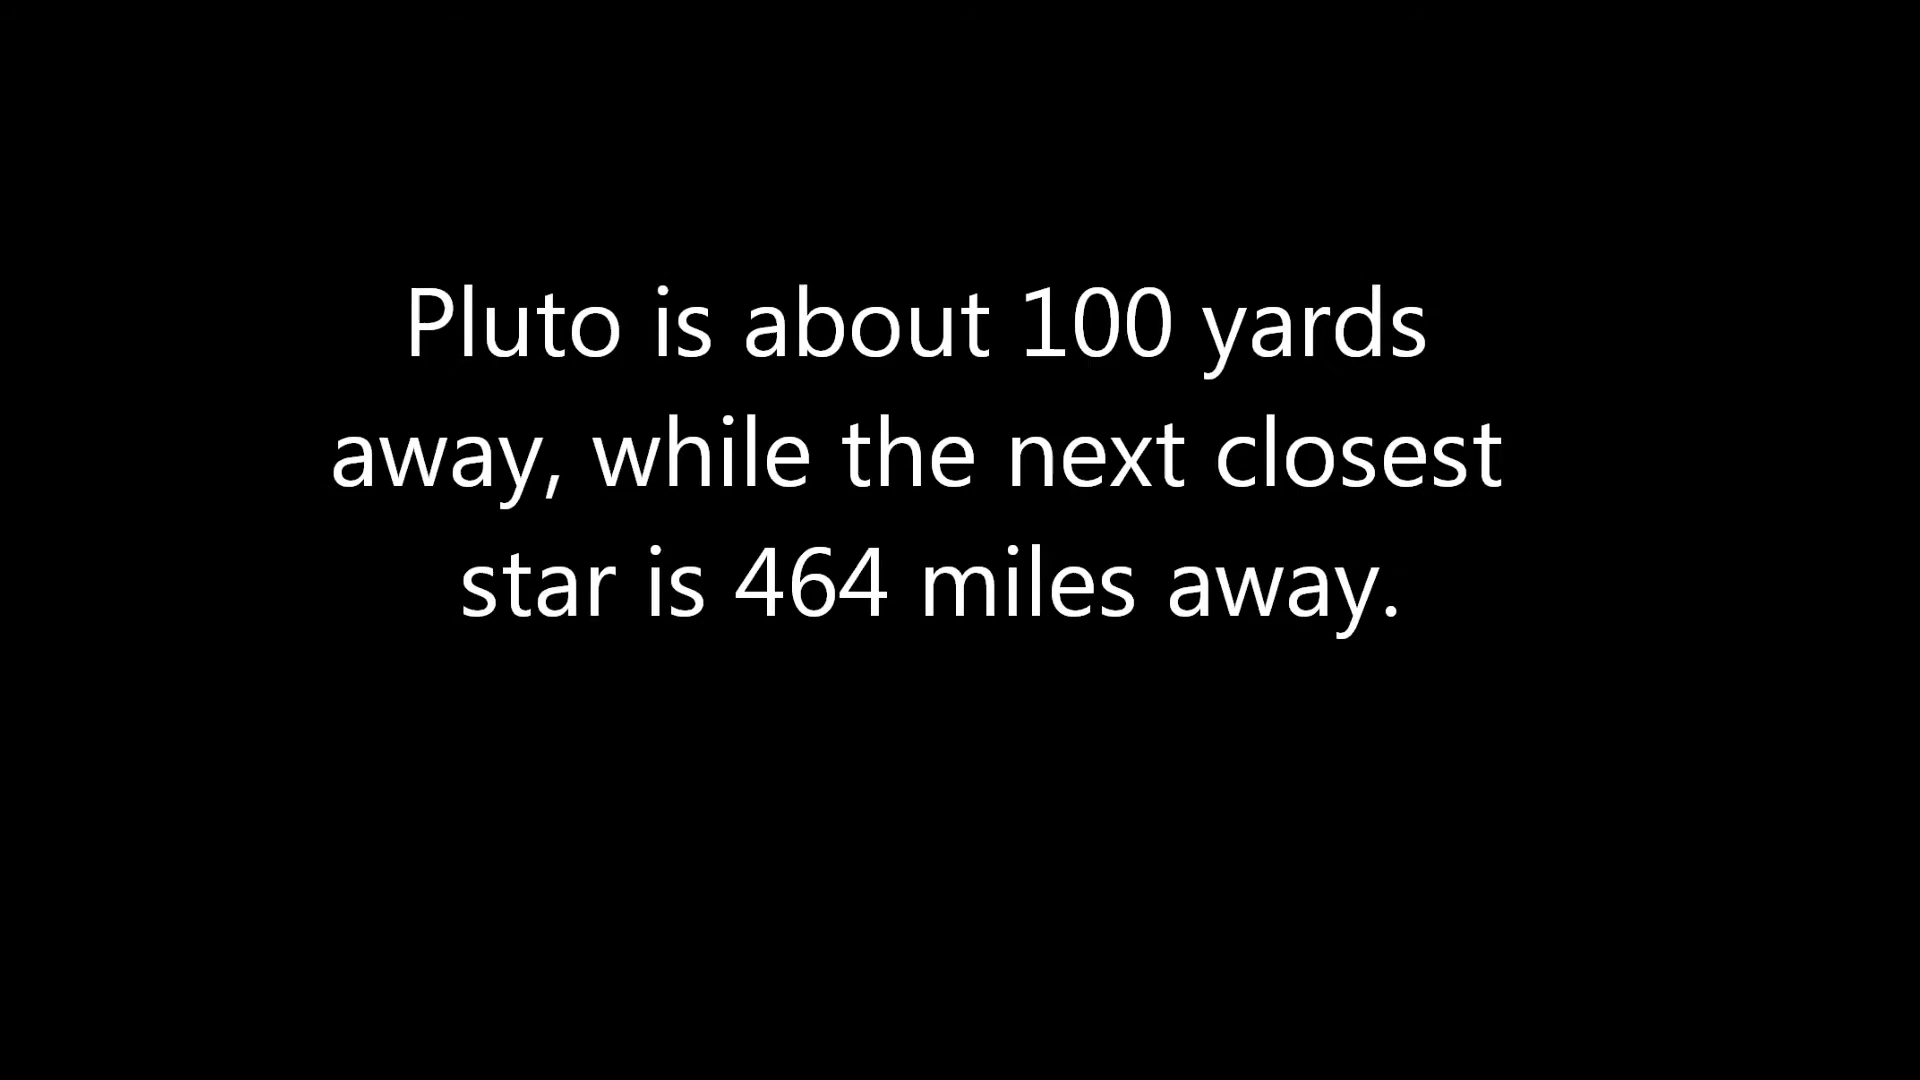 Pluto is about 100 yards
away, while the next closest
star is 464 miles away.